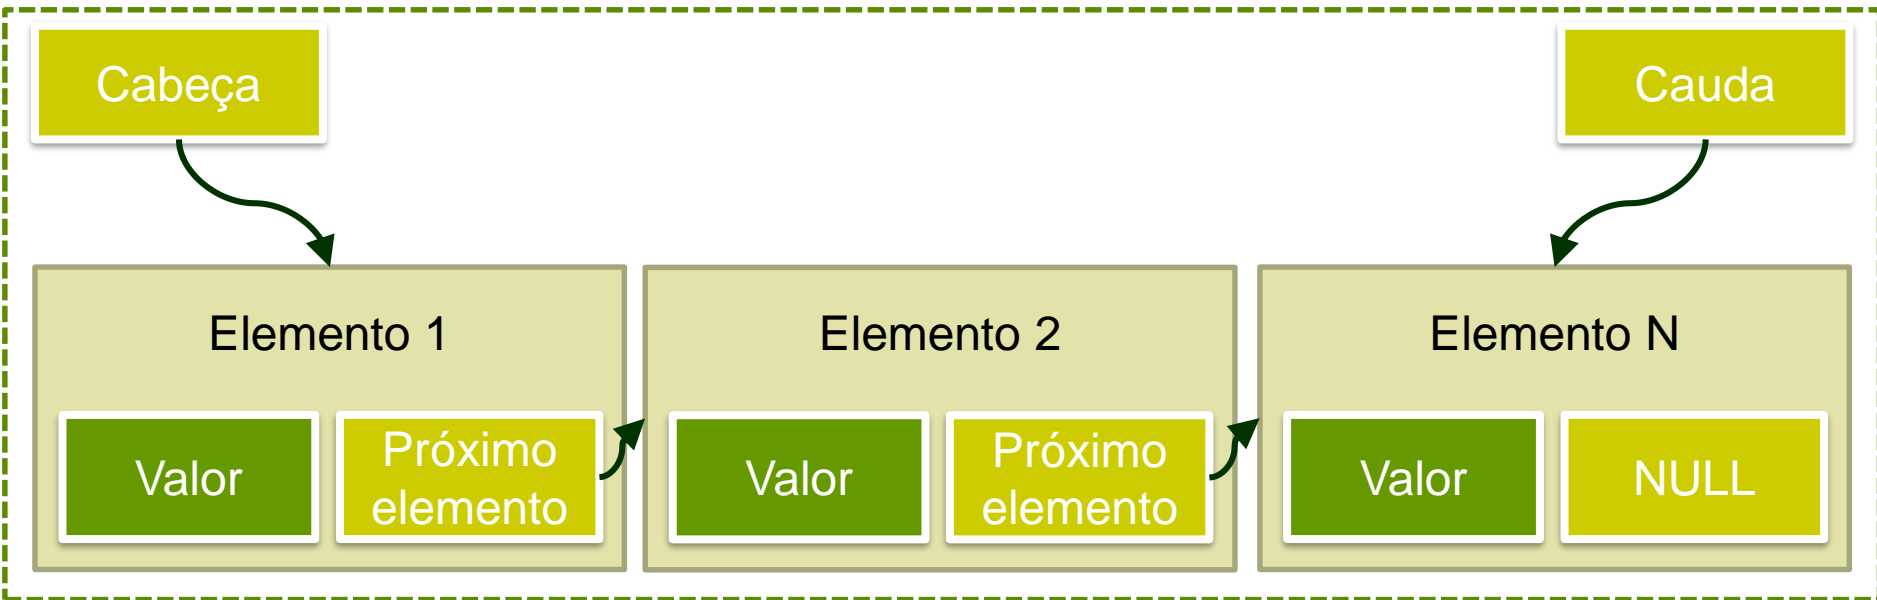 Cabeça
Cauda
Elemento 1
Elemento 2
Elemento N
Valor
Próximo
elemento
Valor
Próximo
elemento
Valor
NULL